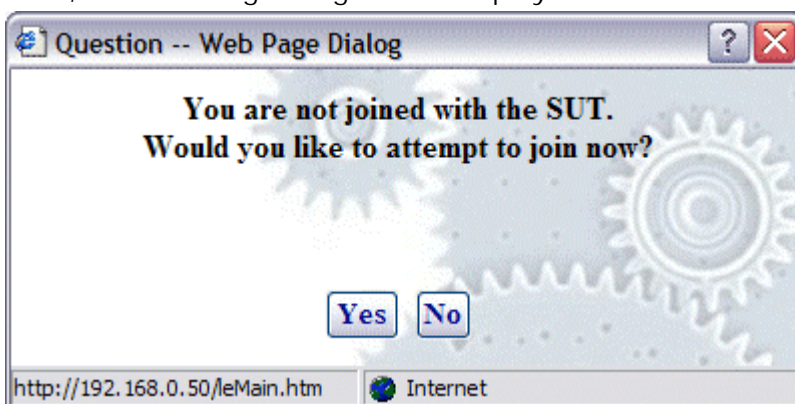 Question -- Web Page Dialog
?
You are not joined with the SUT.
Would you like to attempt to join now?
Yes No
http://192.168.0.50/leMain.htm Internet